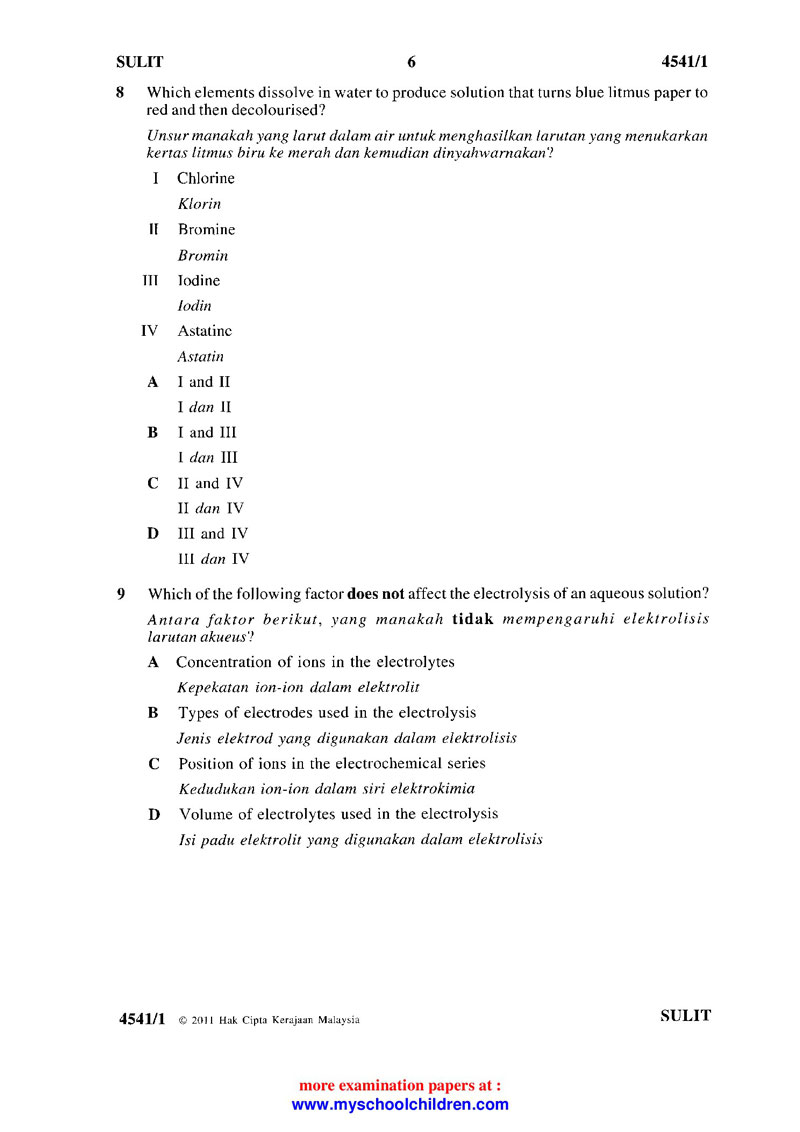 SULIT 6 4541/1
8 Which elements dissolve in water to produce solution that turns blue litmus paper to
red and then decolourised?
Unsur manakah yang larut dalam air untuk menghasilkan larutan yang menukarkan
kertas litmus biru ke merah dan kemudian dinyahwarnakan?
I Chlorine
Klorin
II Bromine
Bromin
III Iodine
Iodin
IV Astatine
Astatin
A I and II
I dan II
B I and III
I dan III
C II and IV
II dan IV
D III and IV
III dan IV
9 Which of the following factor does not affect the electrolysis of an aqueous solution?
Antara faktor berikut, yang manakah tidak mempengaruhi elektrolisis
larutan akueus?
A Concentration of ions in the electrolytes
Kepekatan ion-ion dalam elektrolit
B Types of electrodes used in the electrolysis
Jenis elektrod yang digunakan dalam elektrolisis
C Position of ions in the electrochemical series
Kedudukan ion-ion dalam siri elektrokimia
D Volume of electrolytes used in the electrolysis
Isi padu elektrolit yang digunakan dalam elektrolisis
4541/1 © 2011 Hak Cipta Kerajaan Malaysia SULIT
more examination papers at :
www.myschoolchildren.com